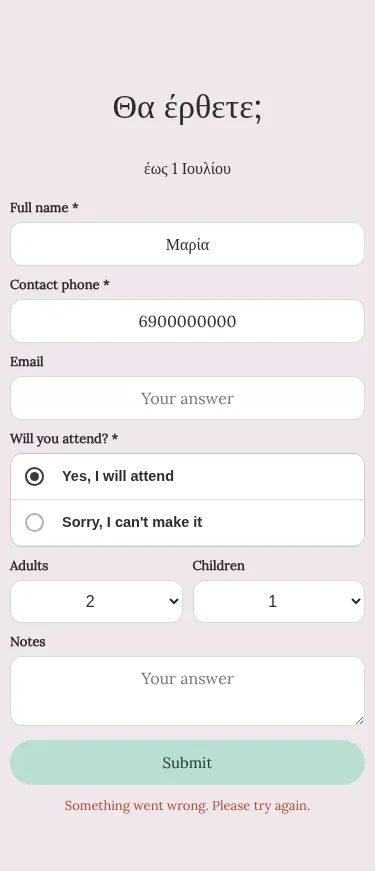 Θα έρθετε;
έως 1 Ιουλίου
Full name *
Μαρία
Contact phone *
6900000000
Email
Your answer
Will you attend? *
Yes, I will attend
Sorry, I can't make it
Adults Children
2 1
Notes
Your answer
Submit
Something went wrong. Please try again.